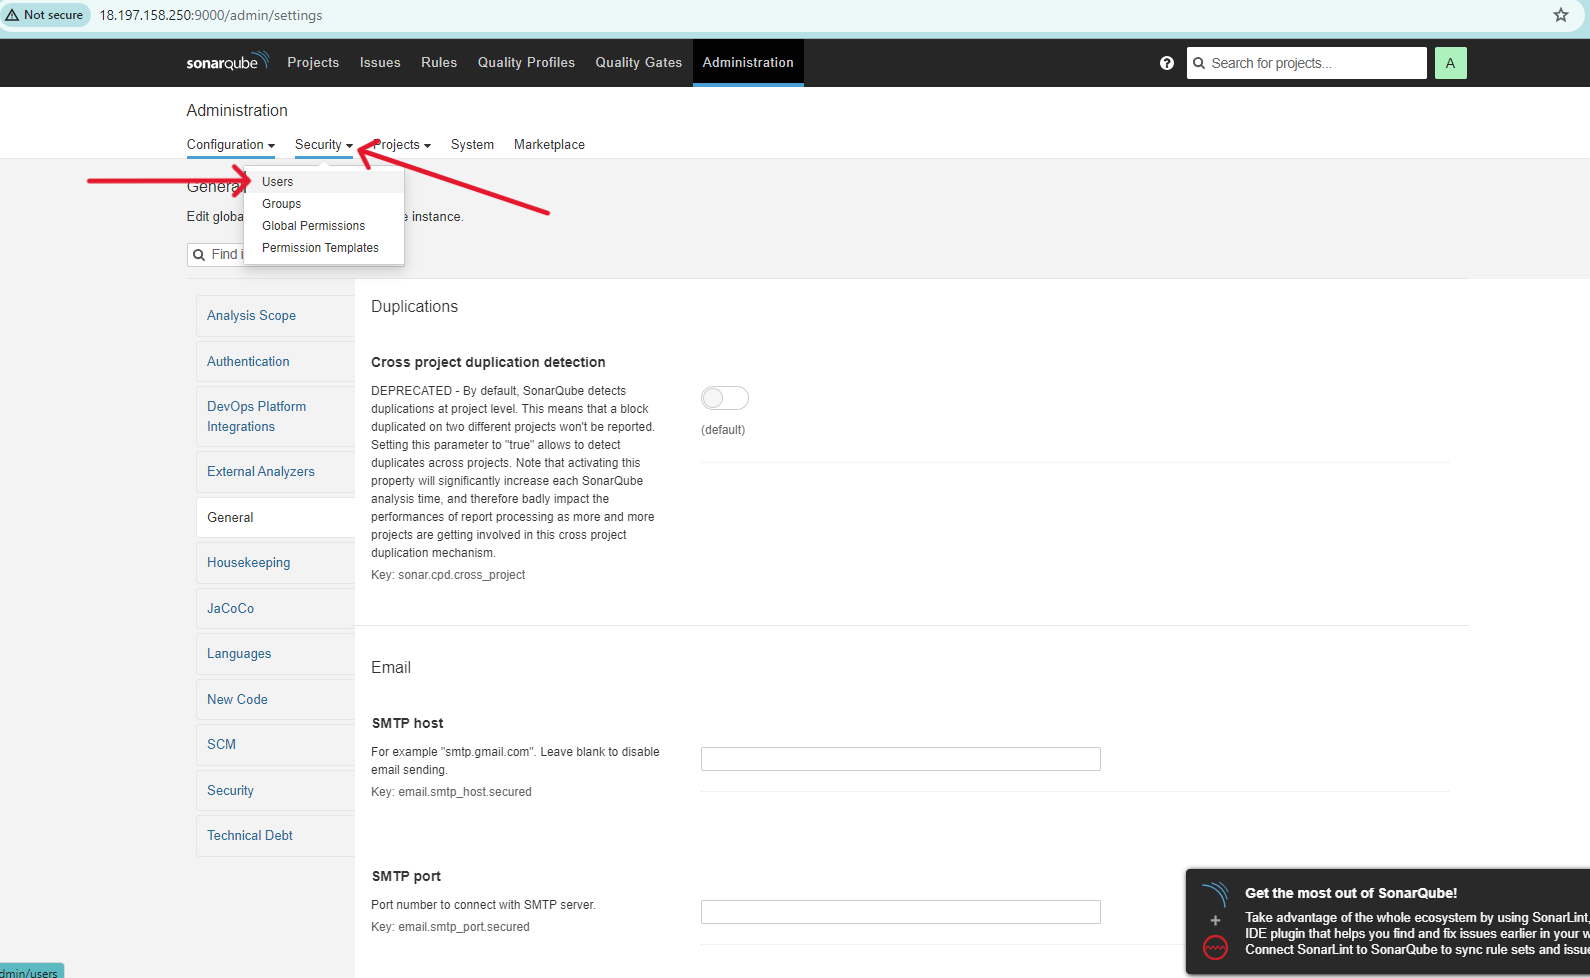 Not secure 18.197.158.250:9000/admin/settings
sonarqube Projects Issues Rules Quality Profiles Quality Gates Administration ? Search for projects... A
Administration
Configuration Security Projects System Marketplace
Users
General
Groups
Edit globa e instance.
Global Permissions
Permission Templates
Find i
Analysis Scope
Authentication
DevOps Platform
Integrations
External Analyzers
General
Housekeeping
JaCoCo
Languages
New Code
SCM
Security
Technical Debt
Duplications
Cross project duplication detection
DEPRECATED - By default, SonarQube detects
duplications at project level. This means that a block
duplicated on two different projects won't be reported.
Setting this parameter to "true" allows to detect
duplicates across projects. Note that activating this
property will significantly increase each SonarQube
analysis time, and therefore badly impact the
performances of report processing as more and more
projects are getting involved in this cross project
duplication mechanism.
Key: sonar.cpd.cross_project
(default)
Email
SMTP host
For example "smtp.gmail.com". Leave blank to disable
email sending.
Key: email.smtp_host.secured
SMTP port
Port number to connect with SMTP server.
Key: email.smtp_port.secured
Get the most out of SonarQube!
Take advantage of the whole ecosystem by using SonarLint,
IDE plugin that helps you find and fix issues earlier in your w
Connect SonarLint to SonarQube to sync rule sets and issue
dmin/users